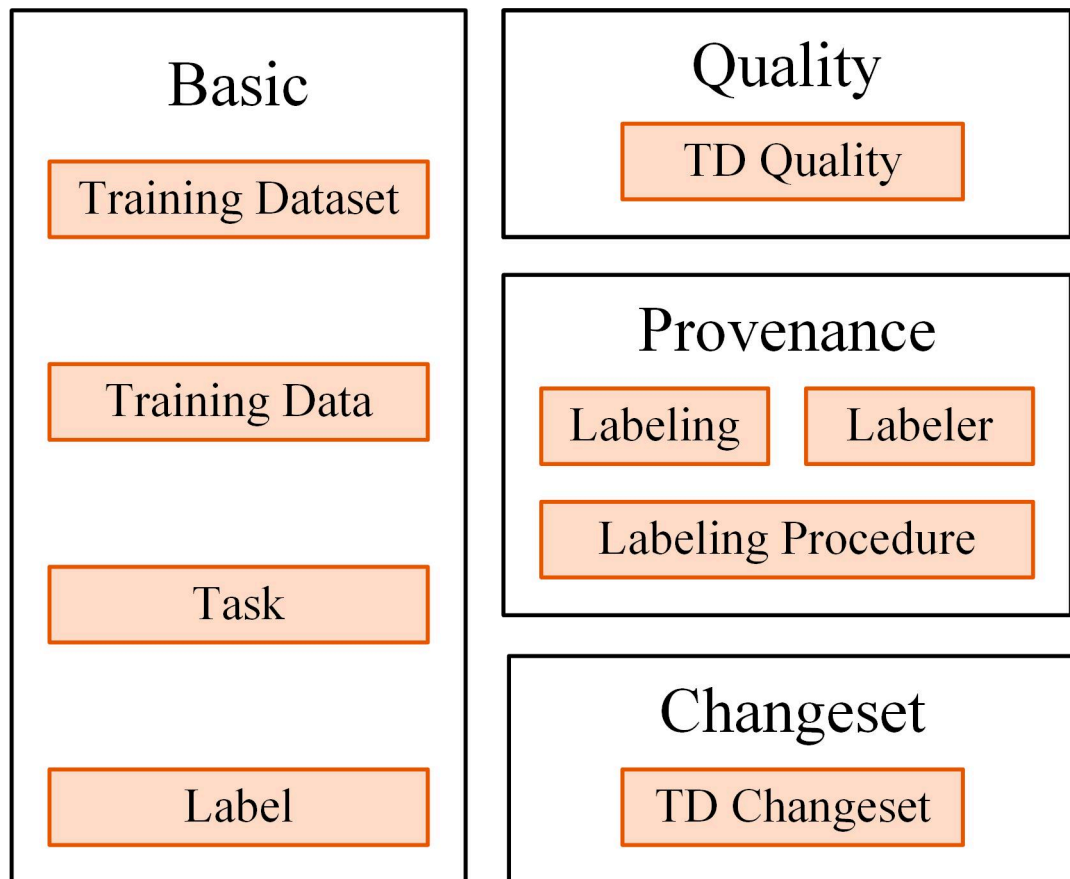 Basic
Training Dataset
Training Data
Task
Label
Quality
TD Quality
Provenance
Labeling
Labeler
Labeling Procedure
Changeset
TD Changeset